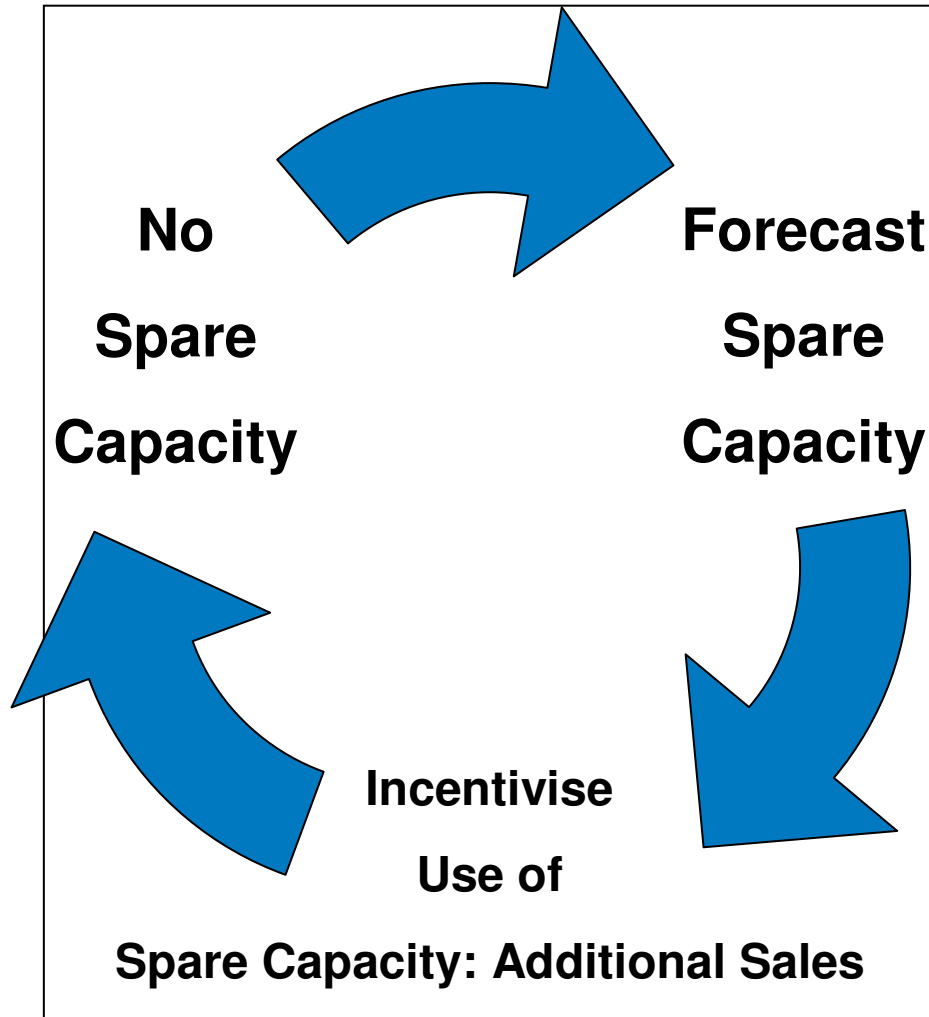 No
Spare
Capacity
Forecast
Spare
Capacity
Incentivise
Use of
Spare Capacity: Additional Sales